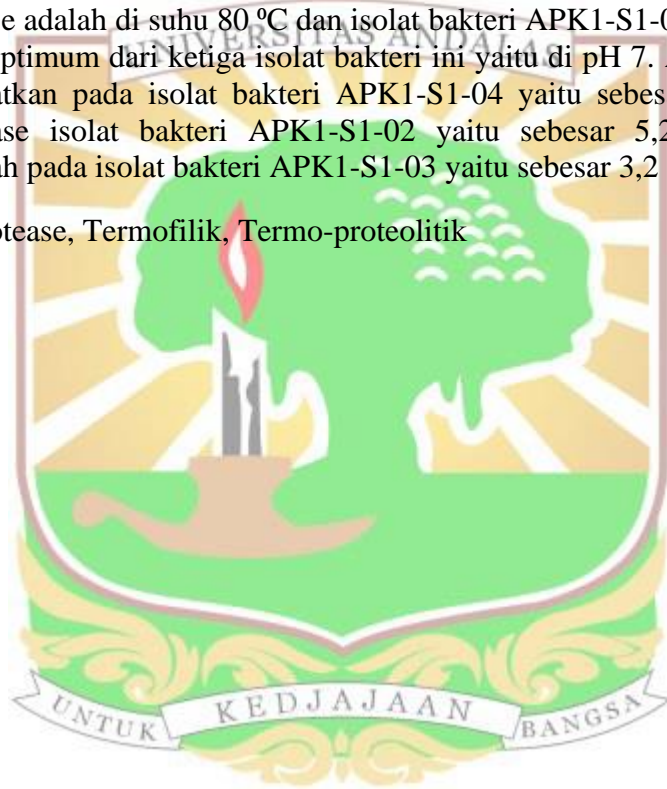 e adalah di suhu 80 ºC dan isolat bakteri APK1-S1-0
ptimum dari ketiga isolat bakteri ini yaitu di pH 7.
atkan pada isolat bakteri APK1-S1-04 yaitu sebes
ase isolat bakteri APK1-S1-02 yaitu sebesar 5,2
ah pada isolat bakteri APK1-S1-03 yaitu sebesar 3,2
otease, Termofilik, Termo-proteolitik
UNIVERSITAS ANDALAS
UNTUK KEDJAJAAN BANGSA